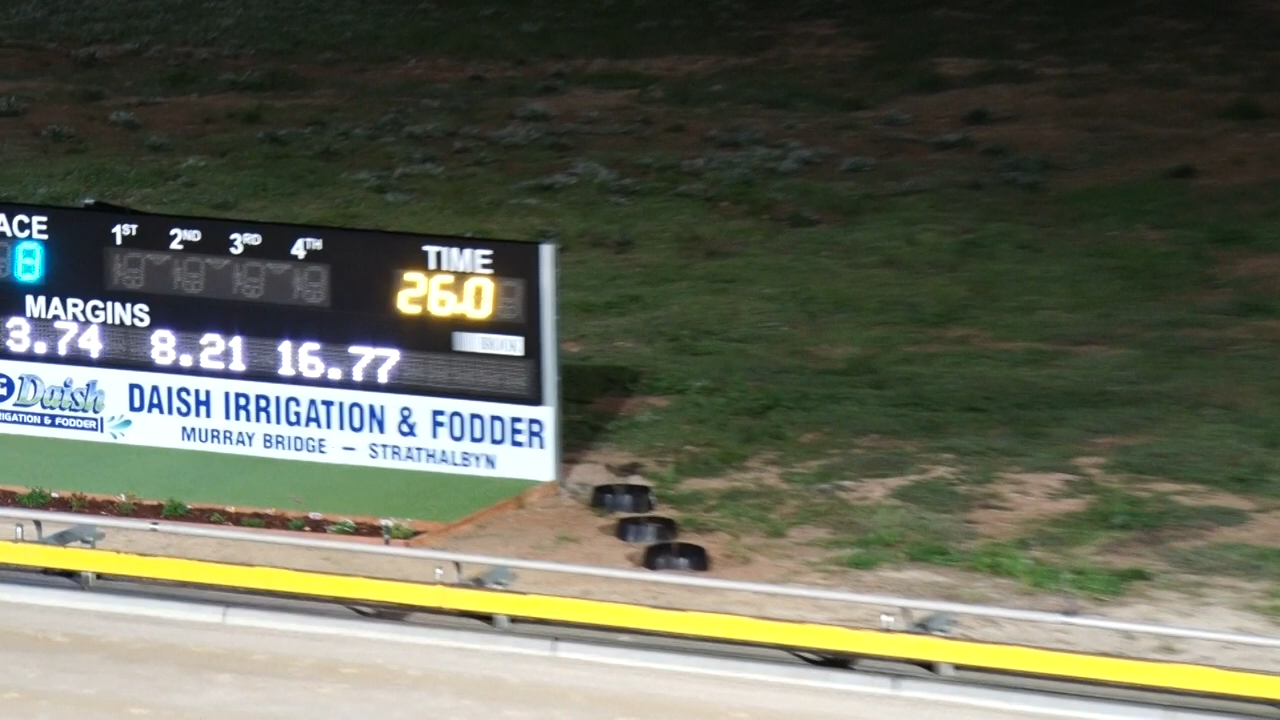 ACE 1ST 2ND 3RD 4TH TIME
8 26.0
MARGINS
3.74 8.21 16.77
Daish DAISH IRRIGATION & FODDER
RIGATION & FODDER MURRAY BRIDGE — STRATHALBYN